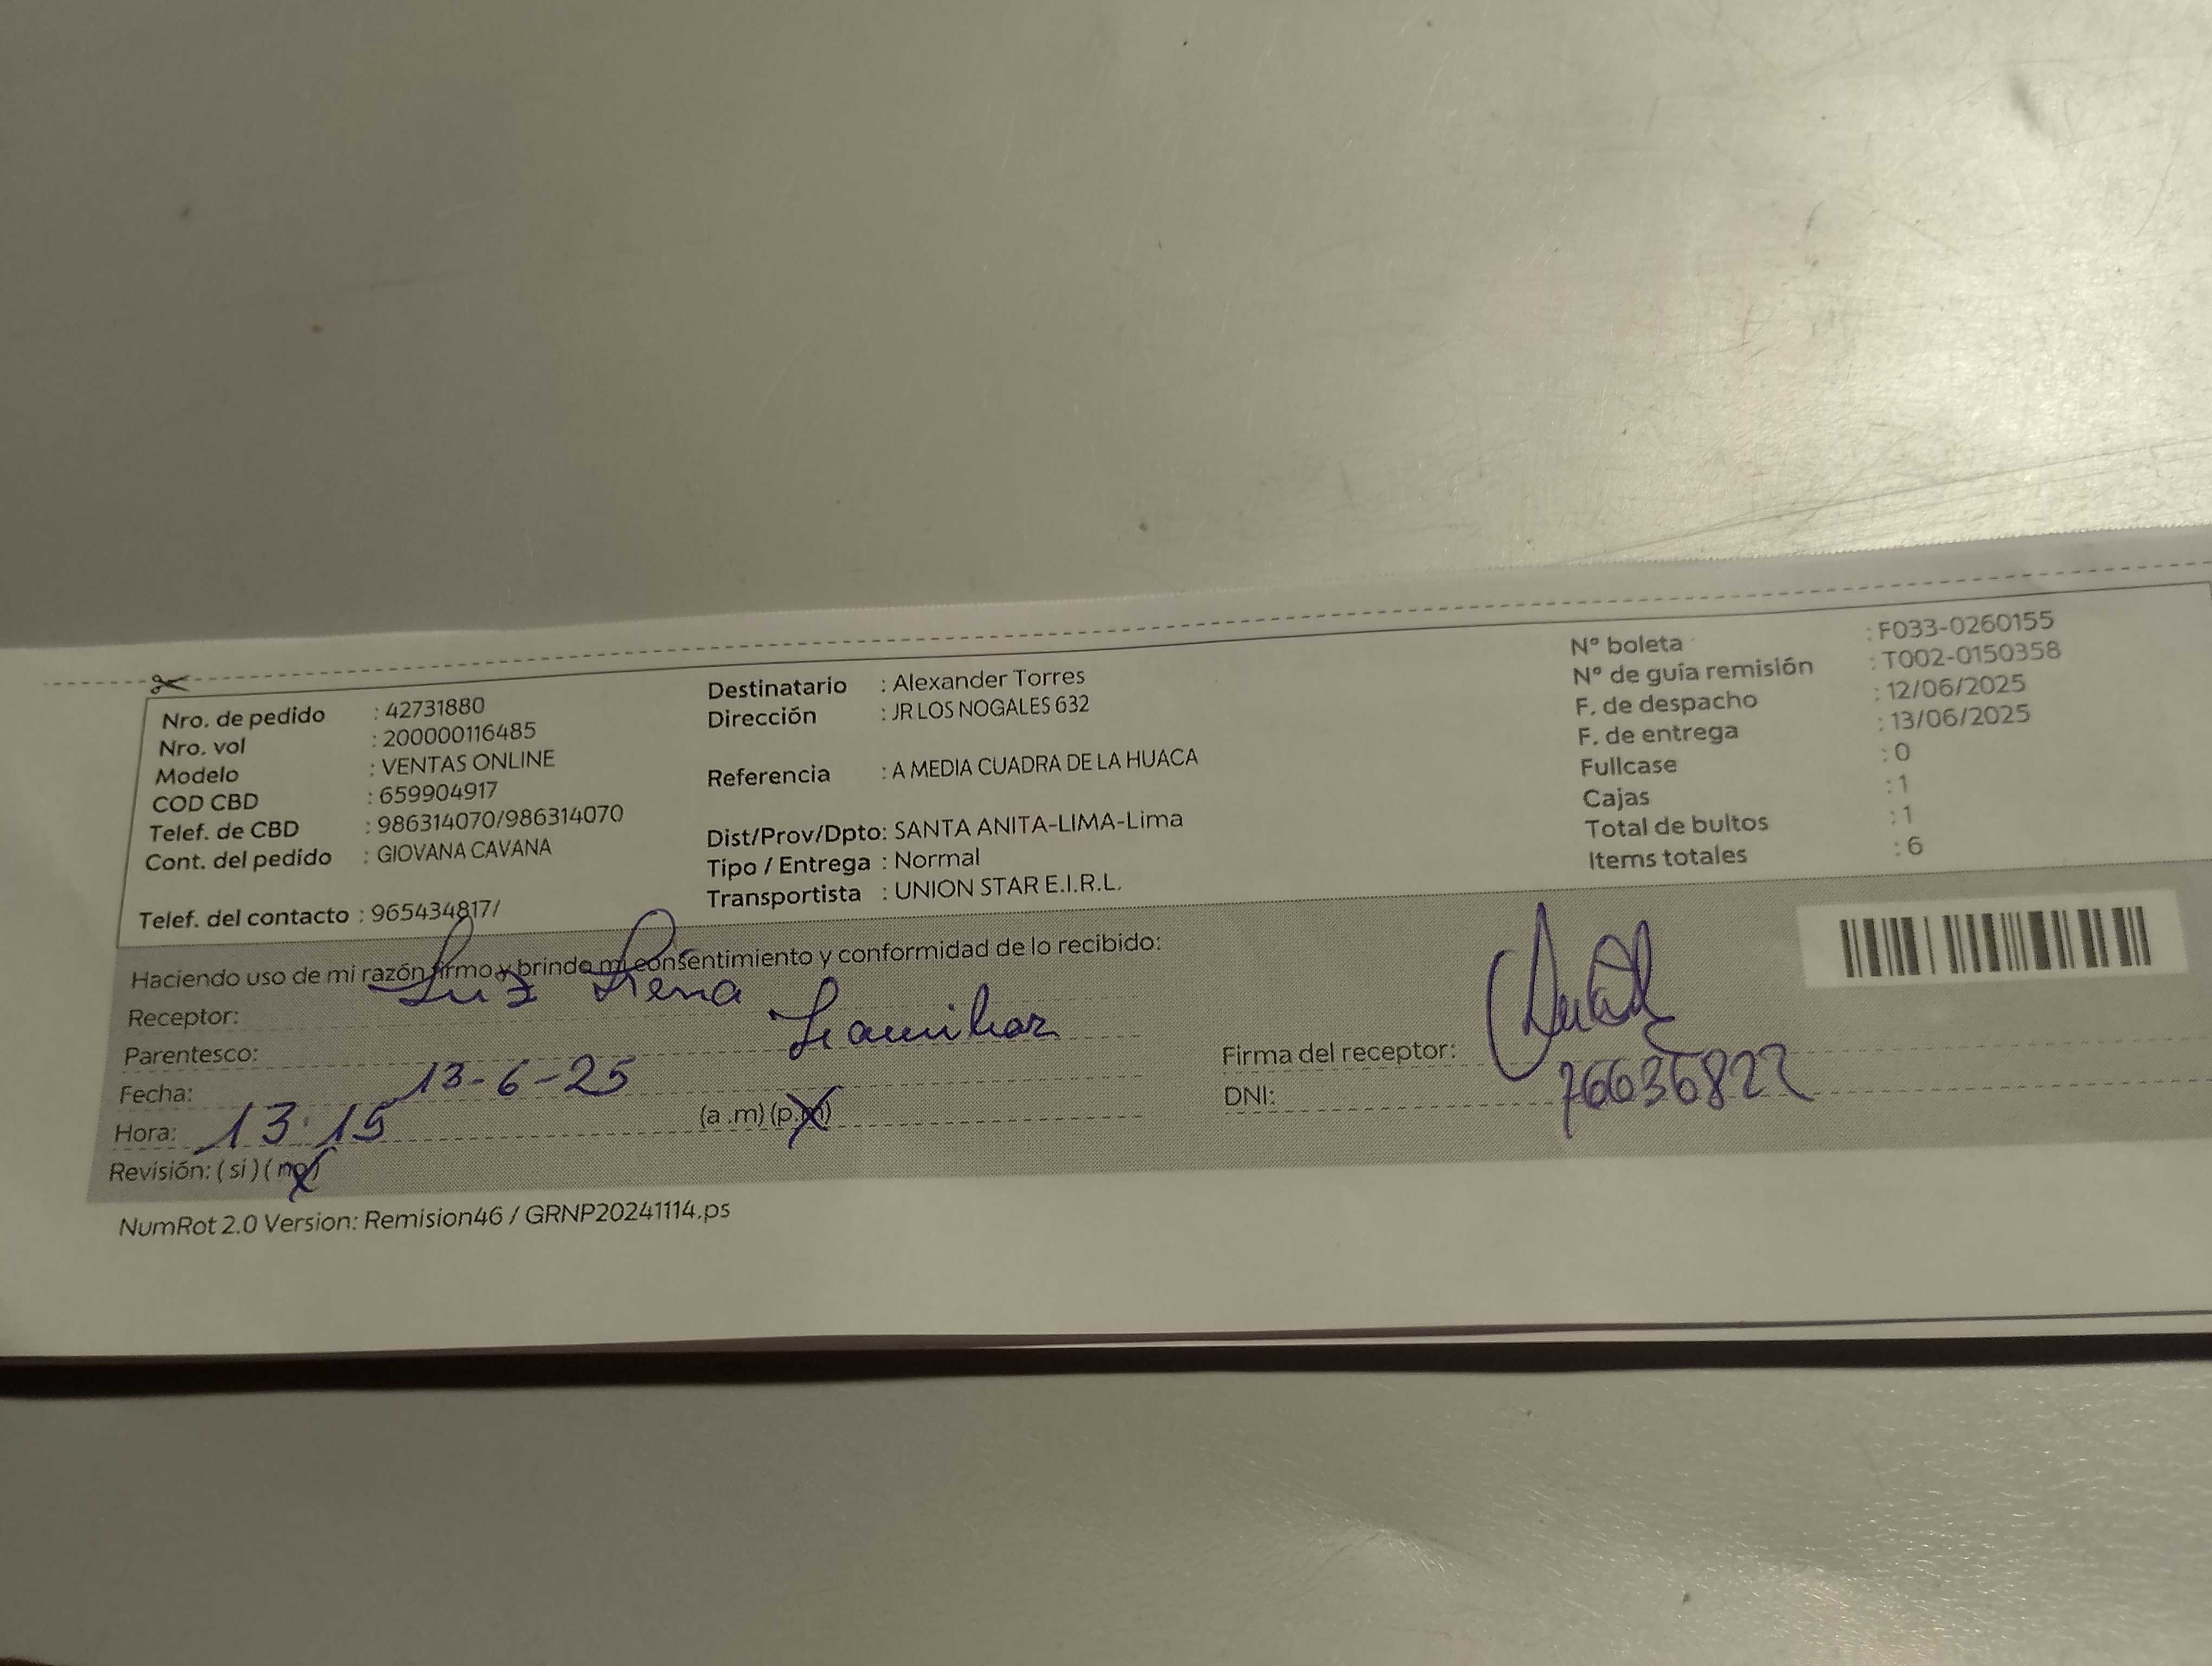 Nro. de pedido : 42731880
Nro. vol : 200000116485
Modelo : VENTAS ONLINE
COD CBD : 659904917
Telef. de CBD : 986314070/986314070
Cont. del pedido : GIOVANA CAVANA
Telef. del contacto : 965434817/
Destinatario : Alexander Torres
Dirección : JR LOS NOGALES 632
Referencia : A MEDIA CUADRA DE LA HUACA
Dist/Prov/Dpto: SANTA ANITA-LIMA-Lima
Tipo / Entrega : Normal
Transportista : UNION STAR E.I.R.L.
N° boleta : F033-0260155
N° de guía remisión : T002-0150358
F. de despacho : 12/06/2025
F. de entrega : 13/06/2025
Fullcase : 0
Cajas : 1
Total de bultos : 1
Items totales : 6
Haciendo uso de mi razón firmo y brindo mi consentimiento y conformidad de lo recibido:
Receptor: Luz
Parentesco: Familiar
Fecha: 13-6-25
Hora: 13:15 (a.m) (p.m)
Revisión: (si) (no)
Firma del receptor:
DNI: 76636822
NumRot 2.0 Version: Remision46 / GRNP20241114.ps